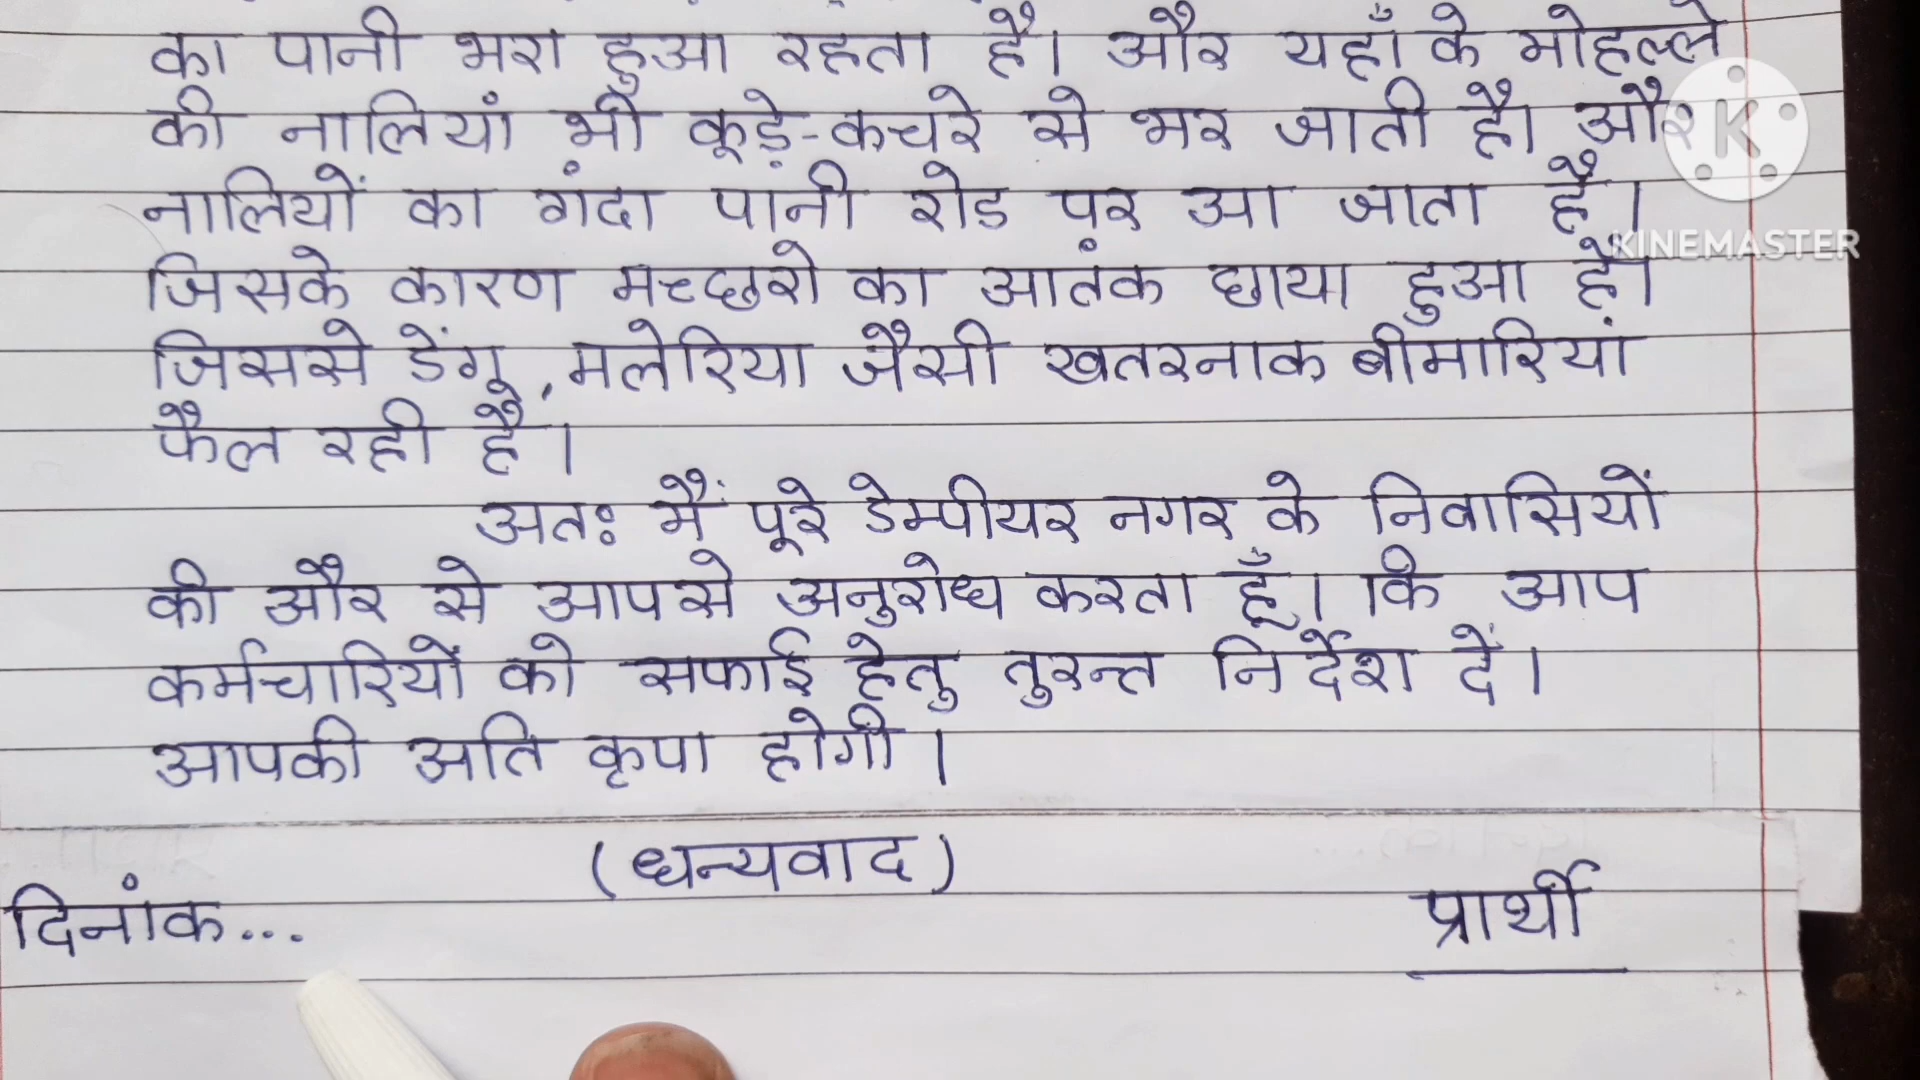 का पानी भरा हुआ रहता है। और यहाँ के मोहल्ले
की नालियां भी कूड़े-कचरे से भर जाती है। और
नालियों का गंदा पानी रोड पर आ जाता है।
जिसके कारण मच्छरो का आतंक छाया हुआ है।
जिससे डेंगू, मलेरिया जैसी खतरनाक बीमारियां
फैल रही है।
अतः मैं पूरे डेम्पीयर नगर के निवासियों
की और से आपसे अनुरोध करता हूँ। कि आप
कर्मचारियों को सफाई हेतु तुरन्त निर्देश दें।
आपकी अति कृपा होगी।
(धन्यवाद)
दिनांक...
प्रार्थी
K
KINEMASTER